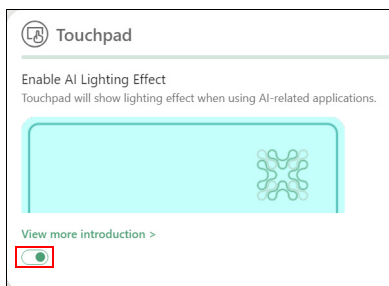 Touchpad
Enable AI Lighting Effect
Touchpad will show lighting effect when using AI-related applications.
View more introduction >